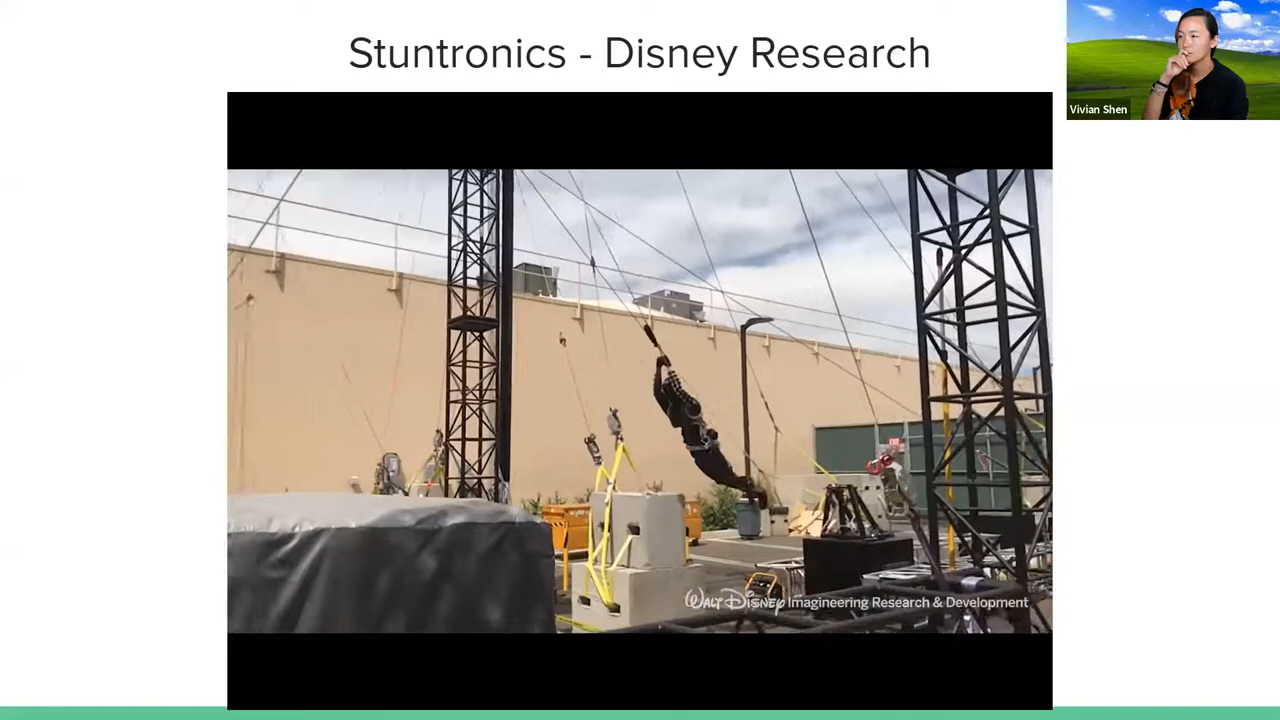 Stuntronics - Disney Research
Vivian Shen
WALT DISNEY Imagineering Research & Development